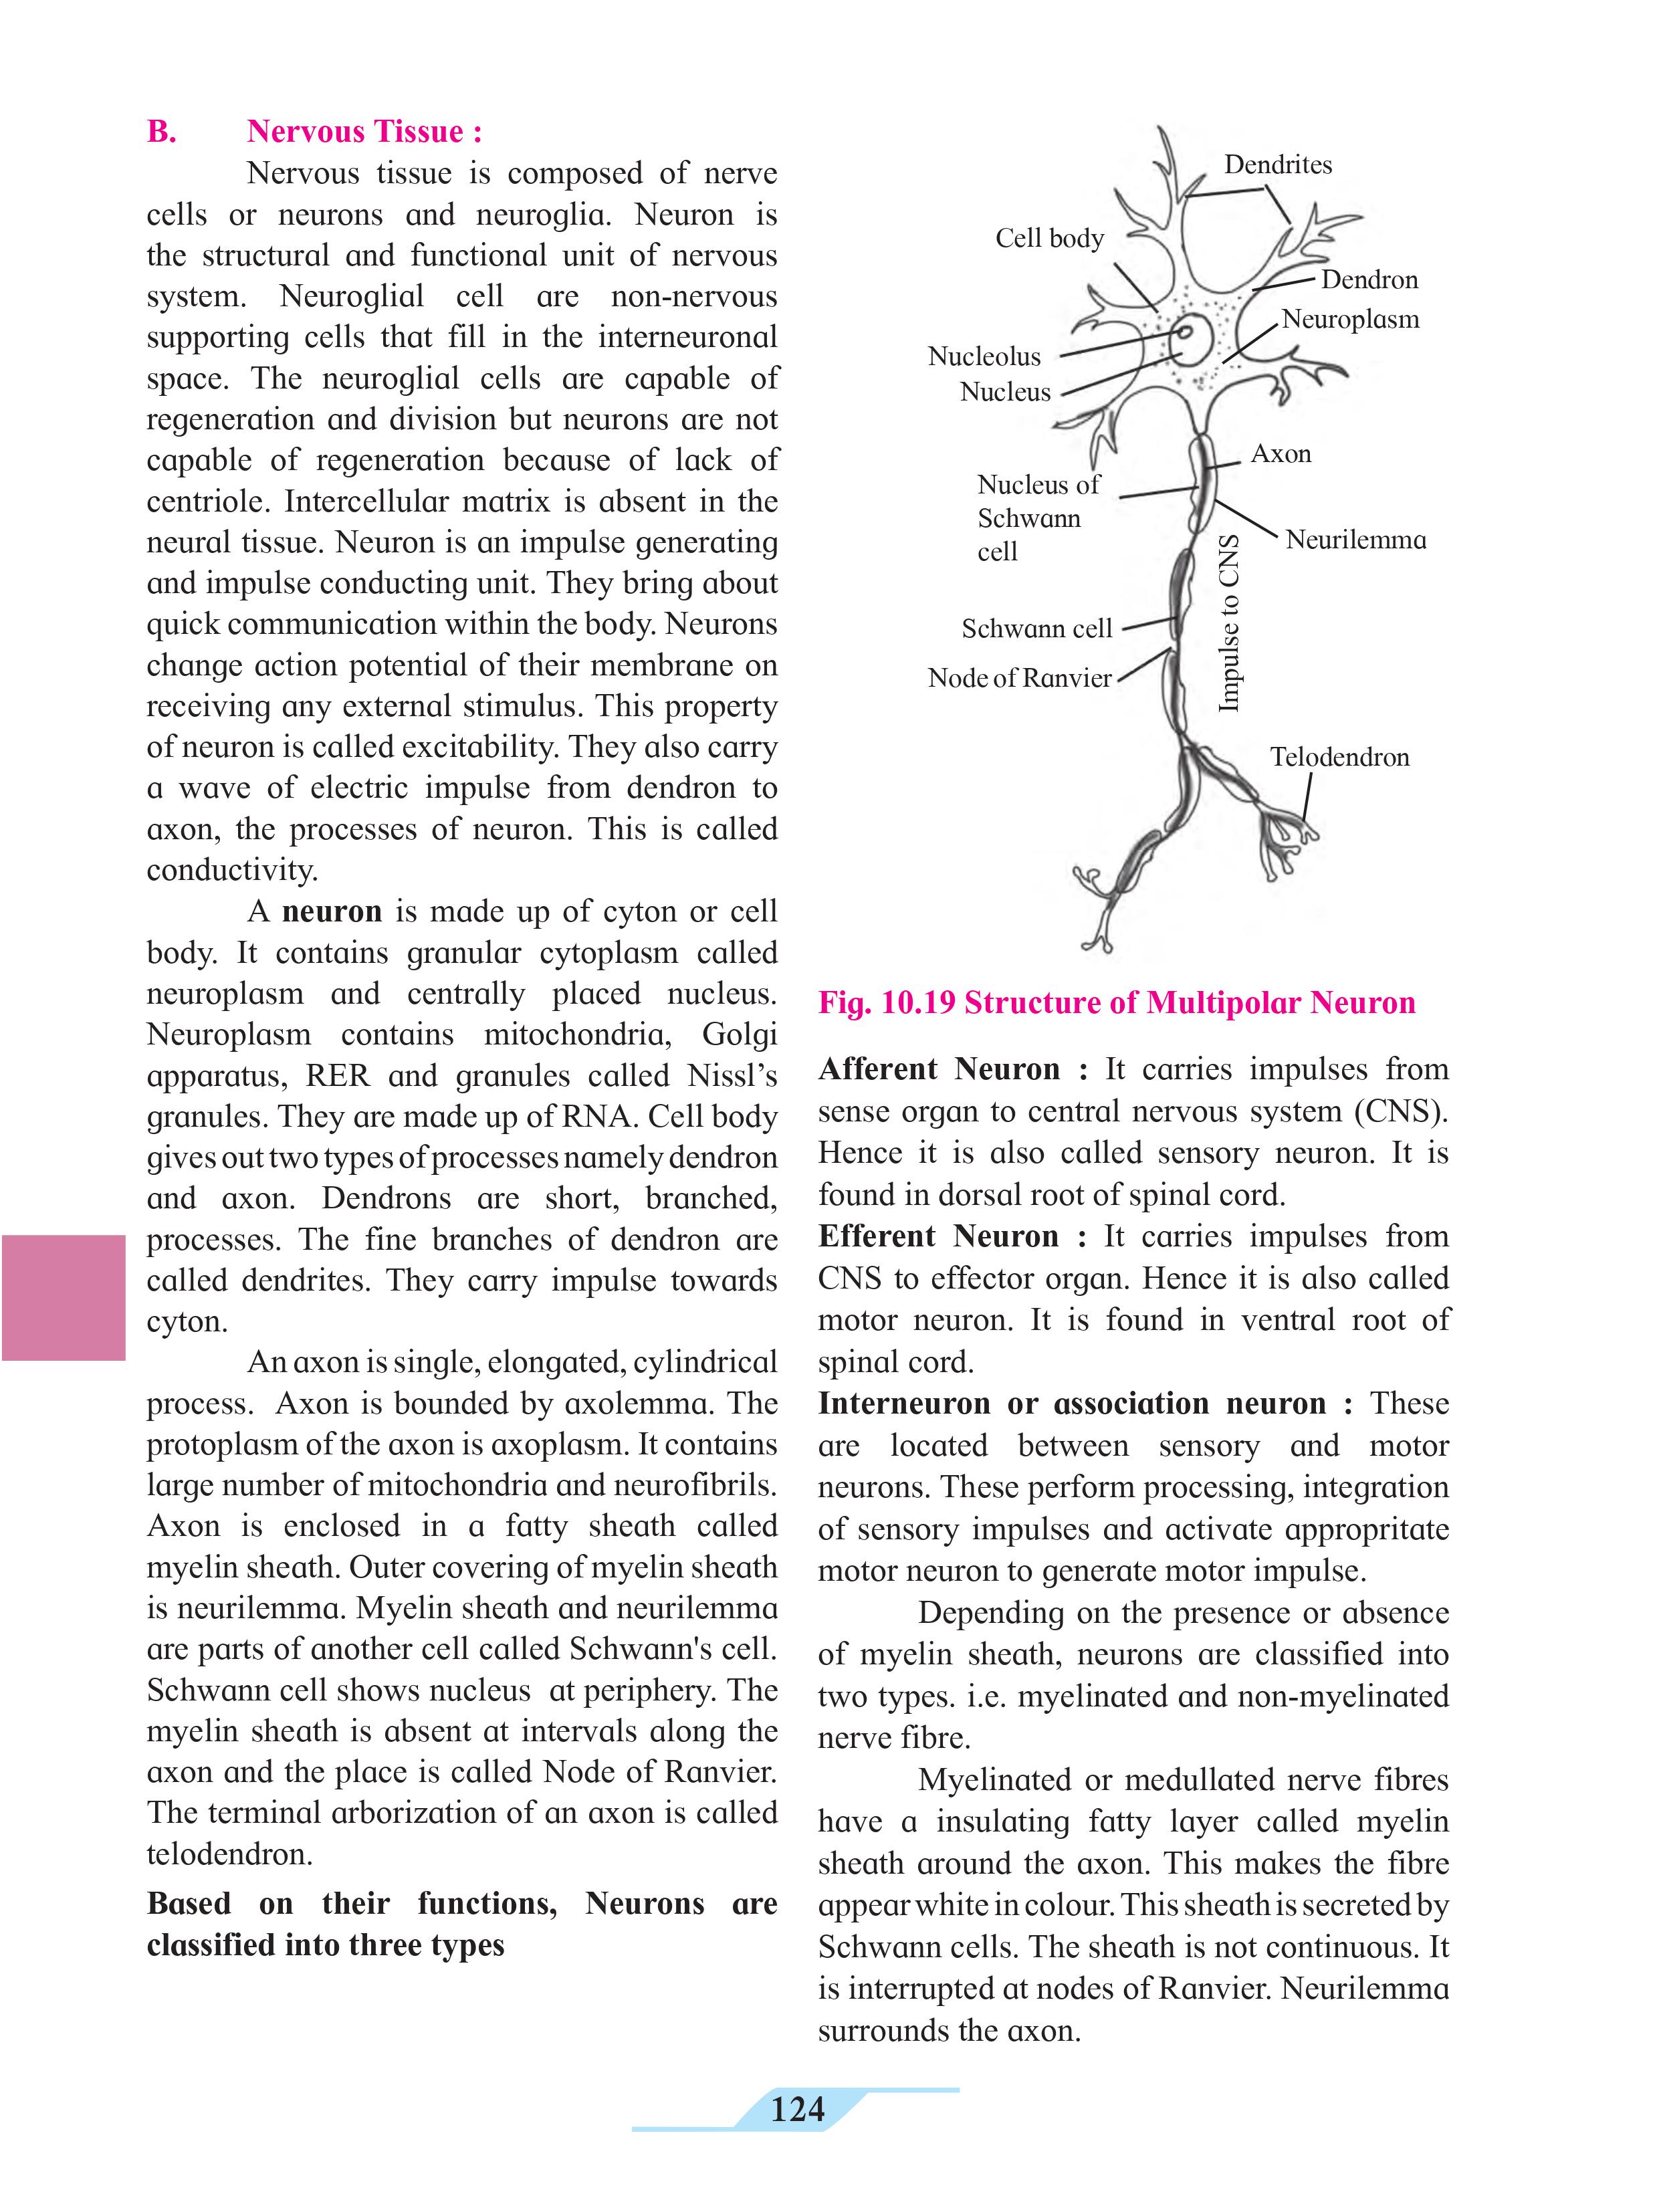 B. Nervous Tissue :
Nervous tissue is composed of nerve
cells or neurons and neuroglia. Neuron is
the structural and functional unit of nervous
system. Neuroglial cell are non-nervous
supporting cells that fill in the interneuronal
space. The neuroglial cells are capable of
regeneration and division but neurons are not
capable of regeneration because of lack of
centriole. Intercellular matrix is absent in the
neural tissue. Neuron is an impulse generating
and impulse conducting unit. They bring about
quick communication within the body. Neurons
change action potential of their membrane on
receiving any external stimulus. This property
of neuron is called excitability. They also carry
a wave of electric impulse from dendron to
axon, the processes of neuron. This is called
conductivity.
A neuron is made up of cyton or cell
body. It contains granular cytoplasm called
neuroplasm and centrally placed nucleus.
Neuroplasm contains mitochondria, Golgi
apparatus, RER and granules called Nissl’s
granules. They are made up of RNA. Cell body
gives out two types of processes namely dendron
and axon. Dendrons are short, branched,
processes. The fine branches of dendron are
called dendrites. They carry impulse towards
cyton.
An axon is single, elongated, cylindrical
process. Axon is bounded by axolemma. The
protoplasm of the axon is axoplasm. It contains
large number of mitochondria and neurofibrils.
Axon is enclosed in a fatty sheath called
myelin sheath. Outer covering of myelin sheath
is neurilemma. Myelin sheath and neurilemma
are parts of another cell called Schwann's cell.
Schwann cell shows nucleus at periphery. The
myelin sheath is absent at intervals along the
axon and the place is called Node of Ranvier.
The terminal arborization of an axon is called
telodendron.
Based on their functions, Neurons are
classified into three types
Dendrites
Cell body
Dendron
Neuroplasm
Nucleolus
Nucleus
Axon
Nucleus of
Schwann
cell
Neurilemma
Impulse to CNS
Schwann cell
Node of Ranvier
Telodendron
Fig. 10.19 Structure of Multipolar Neuron
Afferent Neuron : It carries impulses from
sense organ to central nervous system (CNS).
Hence it is also called sensory neuron. It is
found in dorsal root of spinal cord.
Efferent Neuron : It carries impulses from
CNS to effector organ. Hence it is also called
motor neuron. It is found in ventral root of
spinal cord.
Interneuron or association neuron : These
are located between sensory and motor
neurons. These perform processing, integration
of sensory impulses and activate appropritate
motor neuron to generate motor impulse.
Depending on the presence or absence
of myelin sheath, neurons are classified into
two types. i.e. myelinated and non-myelinated
nerve fibre.
Myelinated or medullated nerve fibres
have a insulating fatty layer called myelin
sheath around the axon. This makes the fibre
appear white in colour. This sheath is secreted by
Schwann cells. The sheath is not continuous. It
is interrupted at nodes of Ranvier. Neurilemma
surrounds the axon.
124